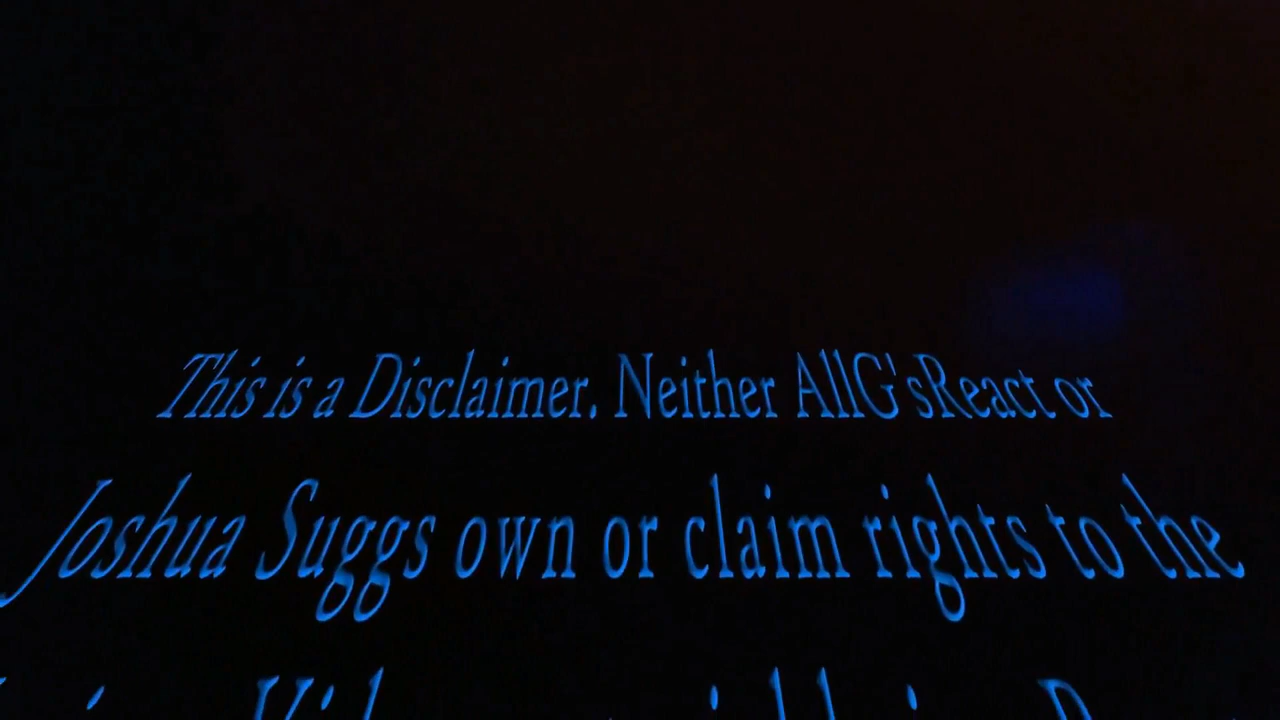 This is a Disclaimer. Neither AllG'sReact or
Joshua Suggs own or claim rights to the